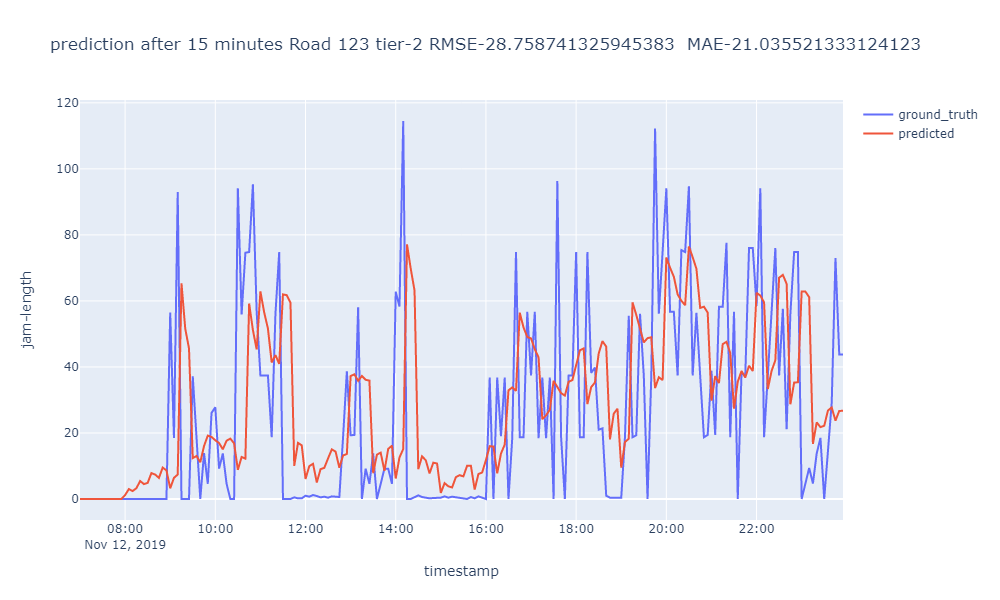 prediction after 15 minutes Road 123 tier-2 RMSE-28.758741325945383 MAE-21.035521333124123
120
100
80
60
40
20
0
jam-length
08:00 10:00 12:00 14:00 16:00 18:00 20:00 22:00
Nov 12, 2019
timestamp
ground_truth
predicted